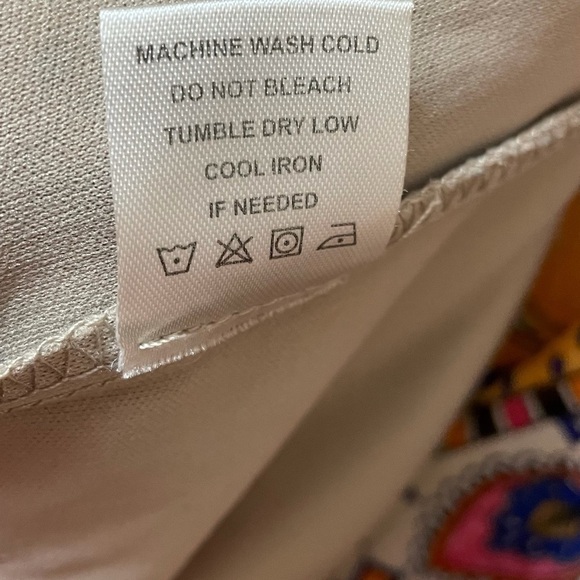 MACHINE WASH COLD
DO NOT BLEACH
TUMBLE DRY LOW
COOL IRON
IF NEEDED